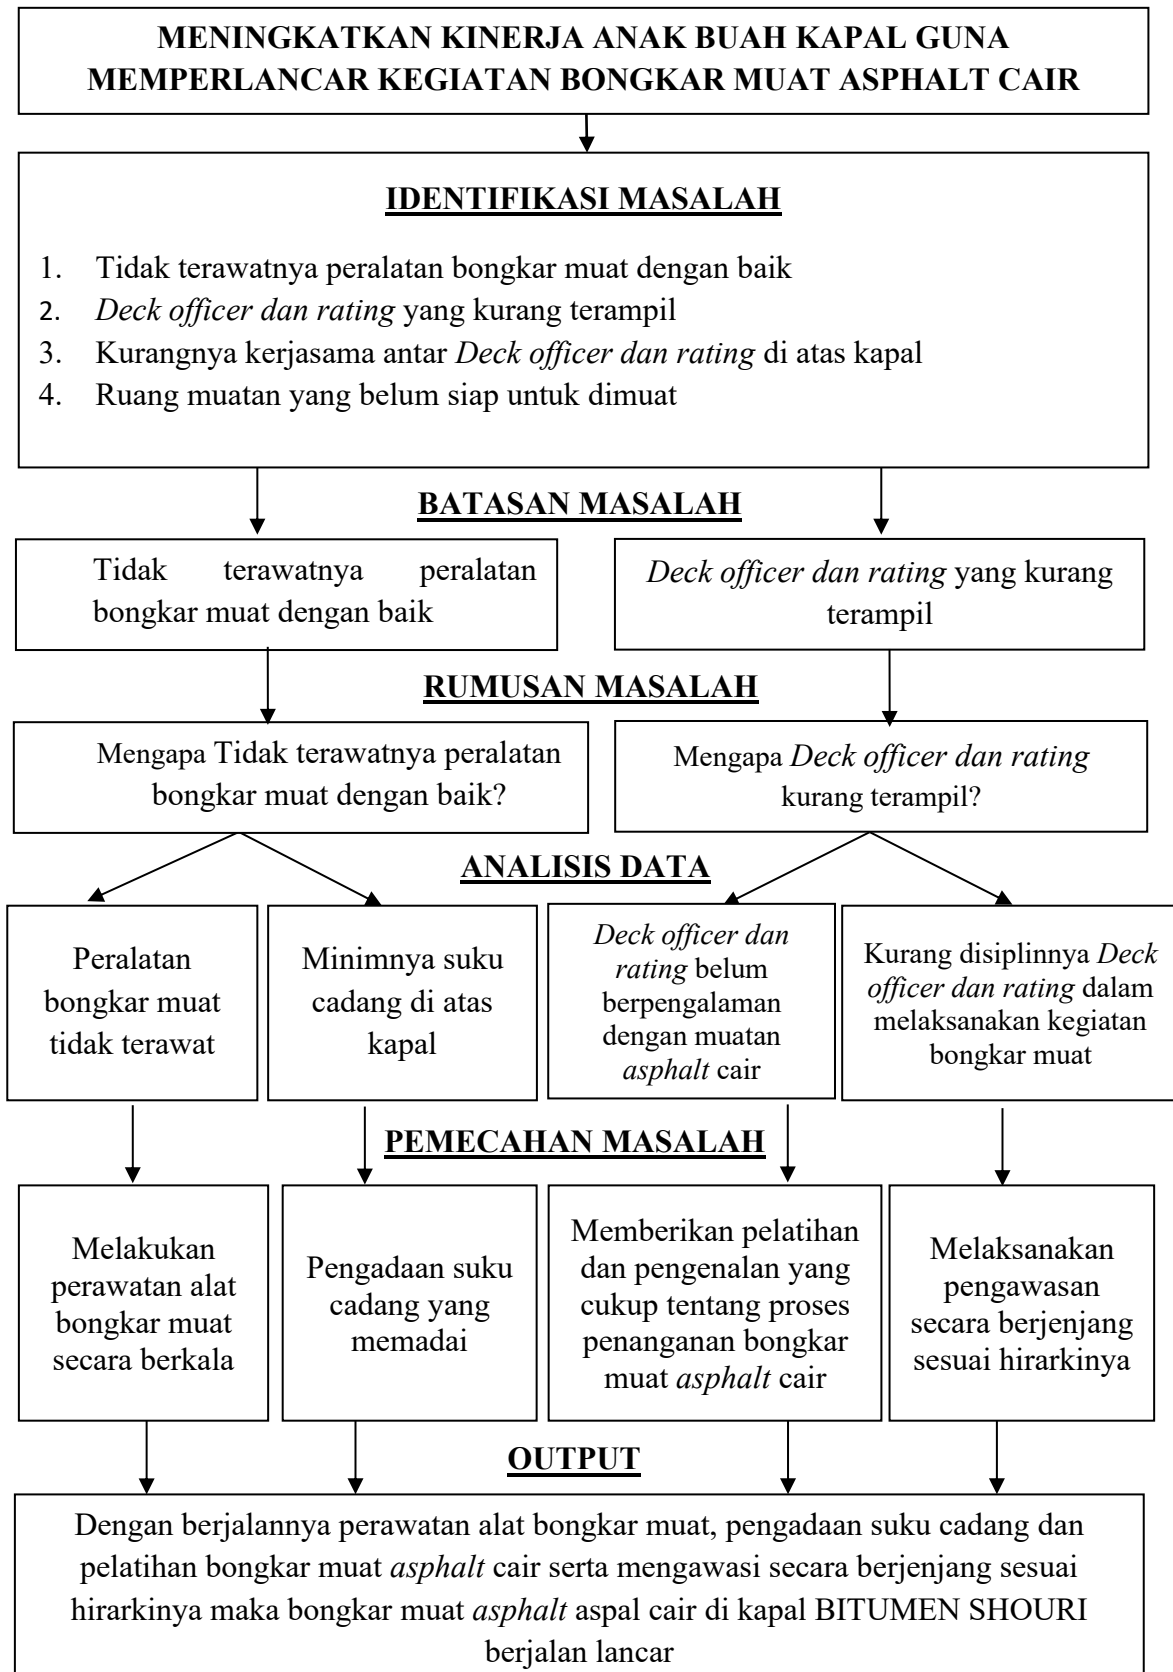 MENINGKATKAN KINERJA ANAK BUAH KAPAL GUNA
MEMPERLANCAR KEGIATAN BONGKAR MUAT ASPHALT CAIR
IDENTIFIKASI MASALAH
1. Tidak terawatnya peralatan bongkar muat dengan baik
2. Deck officer dan rating yang kurang terampil
3. Kurangnya kerjasama antar Deck officer dan rating di atas kapal
4. Ruang muatan yang belum siap untuk dimuat
BATASAN MASALAH
Tidak terawatnya peralatan
bongkar muat dengan baik
Deck officer dan rating yang kurang
terampil
RUMUSAN MASALAH
Mengapa Tidak terawatnya peralatan
bongkar muat dengan baik?
Mengapa Deck officer dan rating
kurang terampil?
ANALISIS DATA
Peralatan
bongkar muat
tidak terawat
Minimnya suku
cadang di atas
kapal
Deck officer dan
rating belum
berpengalaman
dengan muatan
asphalt cair
Kurang disiplinnya Deck
officer dan rating dalam
melaksanakan kegiatan
bongkar muat
PEMECAHAN MASALAH
Melakukan
perawatan alat
bongkar muat
secara berkala
Pengadaan suku
cadang yang
memadai
Memberikan pelatihan
dan pengenalan yang
cukup tentang proses
penanganan bongkar
muat asphalt cair
Melaksanakan
pengawasan
secara berjenjang
sesuai hirarkinya
OUTPUT
Dengan berjalannya perawatan alat bongkar muat, pengadaan suku cadang dan
pelatihan bongkar muat asphalt cair serta mengawasi secara berjenjang sesuai
hirarkinya maka bongkar muat asphalt aspal cair di kapal BITUMEN SHOURI
berjalan lancar